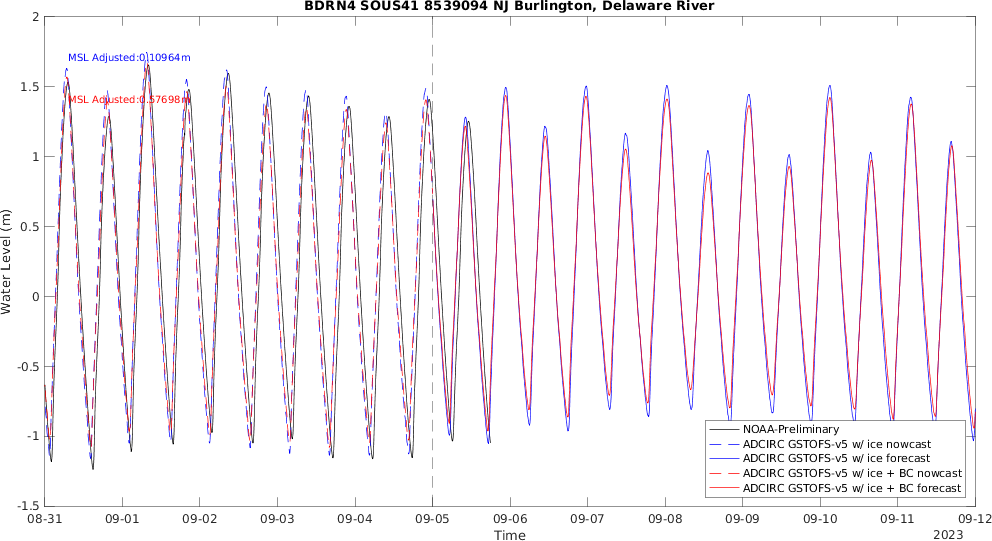 BDRN4 SOUS41 8539094 NJ Burlington, Delaware River
2
1.5
1
0.5
0
-0.5
-1
-1.5
Water Level (m)
MSL Adjusted:0.10964m
MSL Adjusted:0.57698m
NOAA-Preliminary
ADCIRC GSTOFS-v5 w/ ice nowcast
ADCIRC GSTOFS-v5 w/ ice forecast
ADCIRC GSTOFS-v5 w/ ice + BC nowcast
ADCIRC GSTOFS-v5 w/ ice + BC forecast
08-31 09-01 09-02 09-03 09-04 09-05 09-06 09-07 09-08 09-09 09-10 09-11 09-12
Time
2023